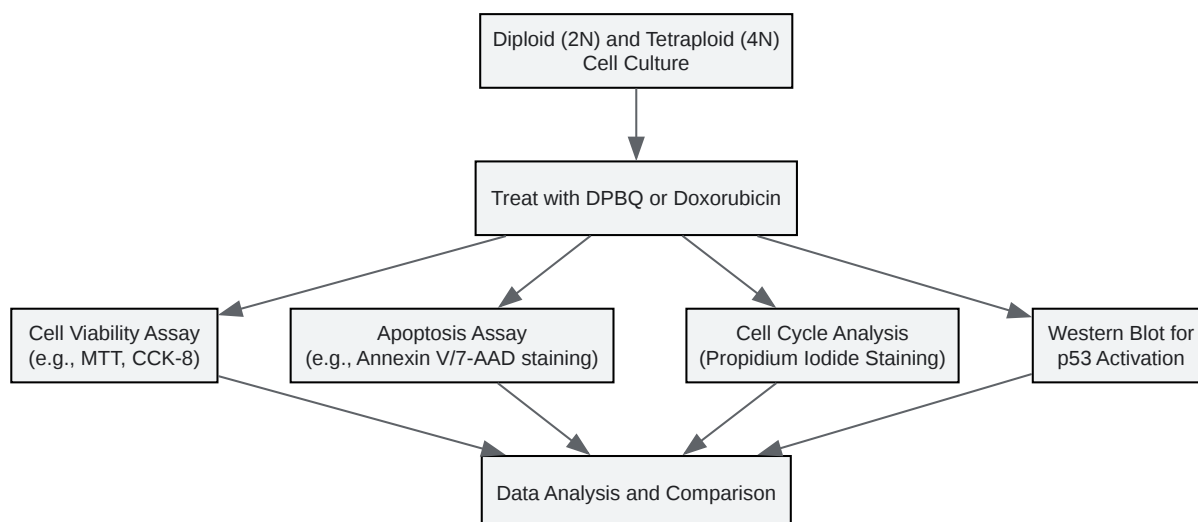 Diploid (2N) and Tetraploid (4N)
Cell Culture
Treat with DPBQ or Doxorubicin
Cell Viability Assay
(e.g., MTT, CCK-8)
Apoptosis Assay
(e.g., Annexin V/7-AAD staining)
Cell Cycle Analysis
(Propidium Iodide Staining)
Western Blot for
p53 Activation
Data Analysis and Comparison